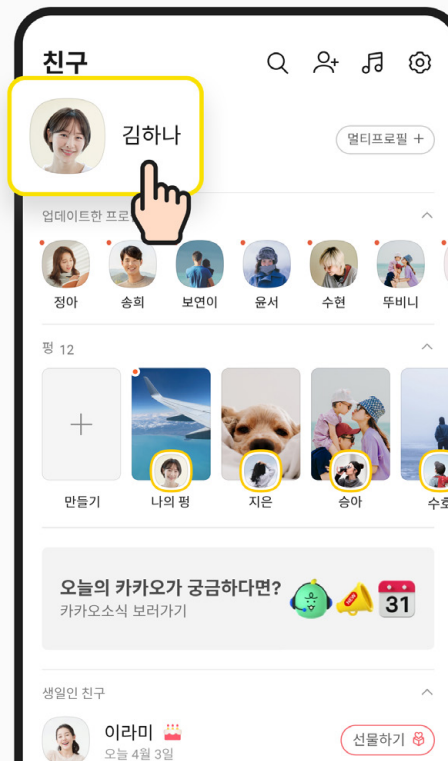 친구
김하나
멀티프로필 +
업데이트한 프로
정아
송희
보연이
윤서
수현
뚜비니
펑 12
만들기
나의 펑
지은
승아
수호
오늘의 카카오가 궁금하다면?
카카오소식 보러가기
31
생일인 친구
이라미
선물하기
오늘 4월 3일